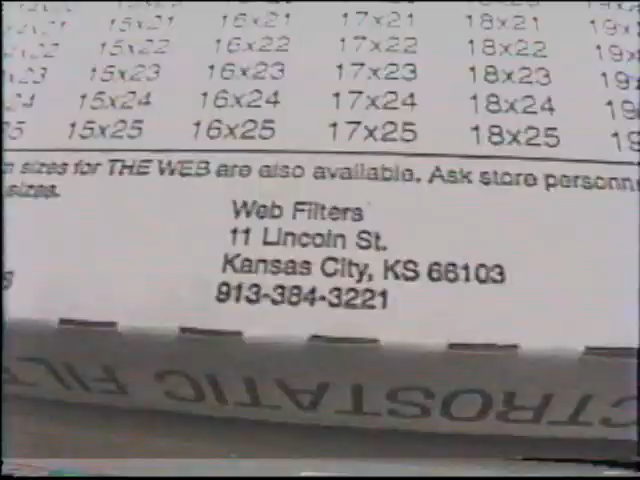 15x21 16x21 17x21 18x21
15x22 16x22 17x22 18x22
15x23 16x23 17x23 18x23
15x24 16x24 17x24 18x24
15x25 16x25 17x25 18x25
sizes for THE WEB are also available. Ask store
sizes.
Web Filters
11 Lincoln St.
Kansas City, KS 66103
913-384-3221
CTROSTATIC FIL